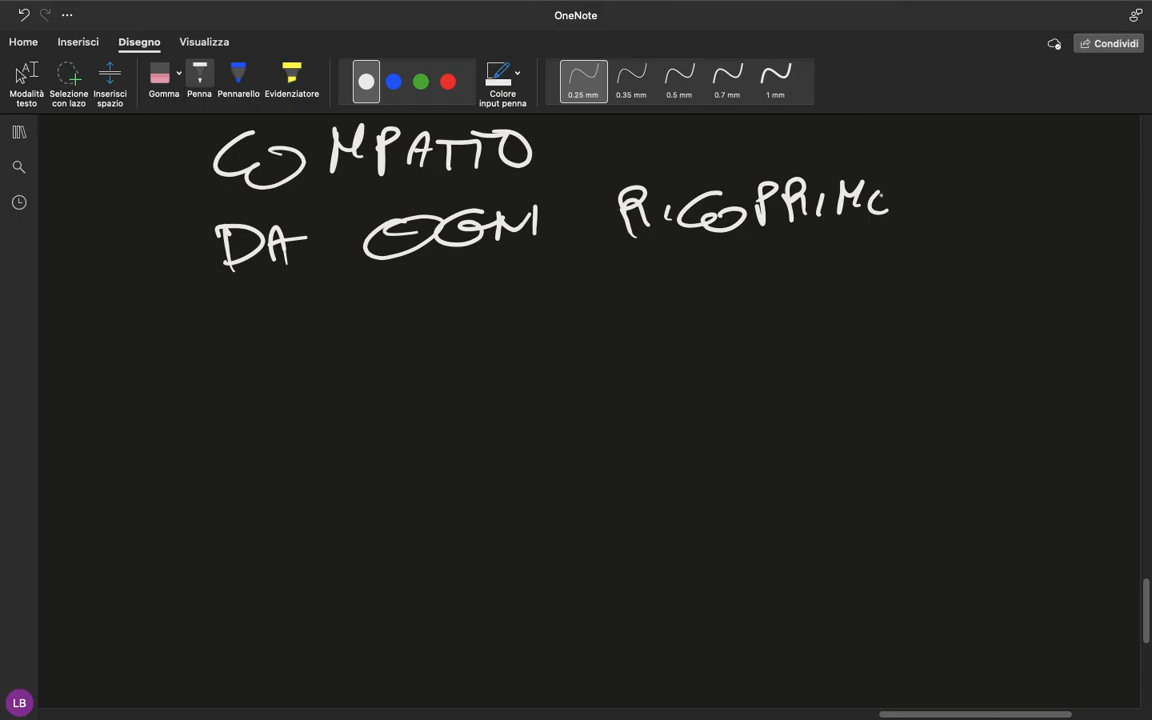 OneNote
Home Inserisci Disegno Visualizza
Condividi
Modalità testo
Selezione con lazo
Inserisci spazio
Gomma
Penna
Pennarello
Evidenziatore
Colore input penna
0.25 mm
0.35 mm
0.5 mm
0.7 mm
1 mm
COMPATTO
DA OGNI RICOPRIM
LB